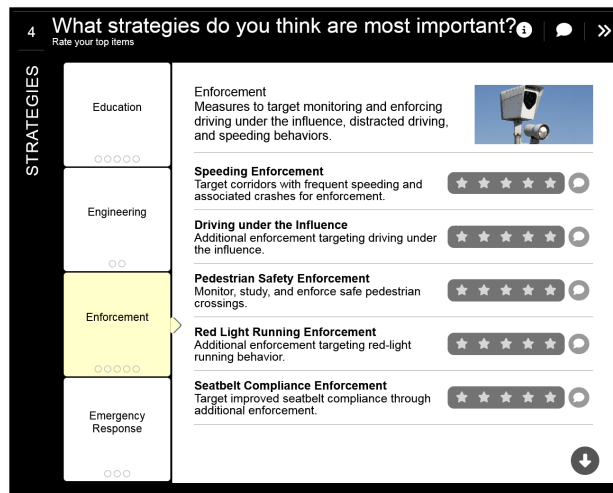 4
What strategies do you think are most important?
Rate your top items
STRATEGIES
Education
Engineering
Enforcement
Emergency
Response
Enforcement
Measures to target monitoring and enforcing
driving under the influence, distracted driving,
and speeding behaviors.
Speeding Enforcement
Target corridors with frequent speeding and
associated crashes for enforcement.
Driving under the Influence
Additional enforcement targeting driving under
the influence.
Pedestrian Safety Enforcement
Monitor, study, and enforce safe pedestrian
crossings.
Red Light Running Enforcement
Additional enforcement targeting red-light
running behavior.
Seatbelt Compliance Enforcement
Target improved seatbelt compliance through
additional enforcement.